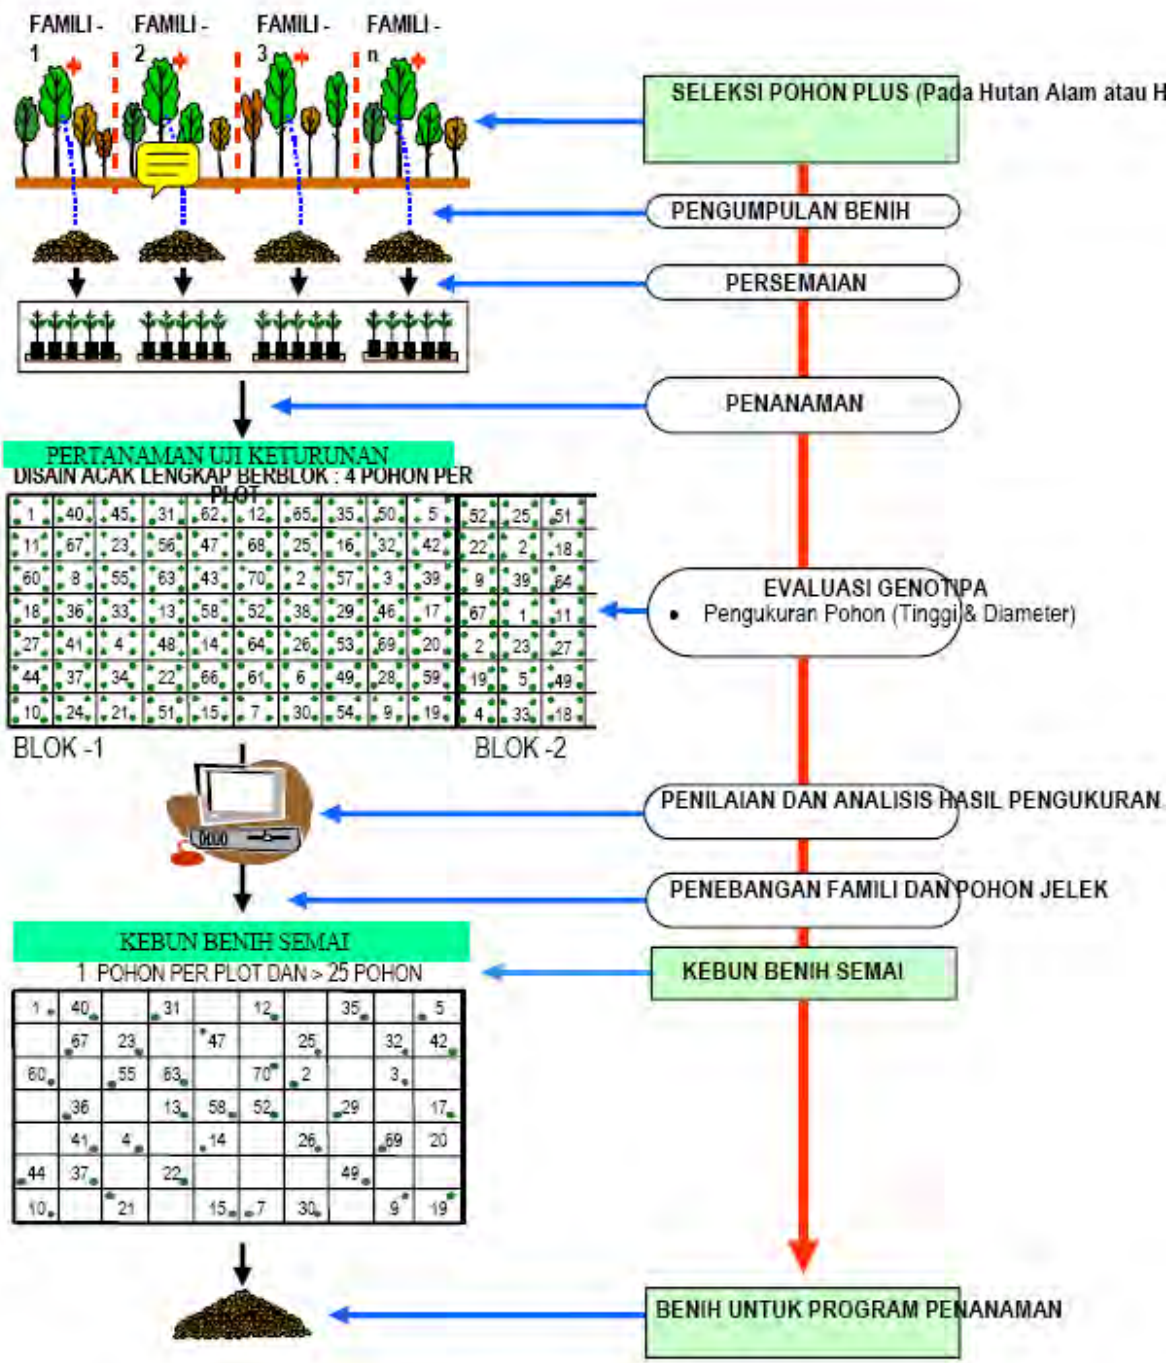 FAMILI - 1
FAMILI - 2
FAMILI - 3
FAMILI - n
SELEKSI POHON PLUS (Pada Hutan Alam atau H
PENGUMPULAN BENIH
PERSEMAIAN
PENANAMAN
PERTANAMAN UJI KETURUNAN
DISAIN ACAK LENGKAP BERBLOK : 4 POHON PER
PLOT
1 40 45 31 62 12 65 35 50 5 52 25 51
11 67 23 56 47 68 25 16 32 42 22 2 18
60 8 55 63 43 70 2 57 3 39 9 39 64
18 36 33 13 58 52 38 29 46 17 67 1 11
27 41 4 48 14 64 26 53 69 20 2 23 27
44 37 34 22 66 61 6 49 28 59 19 5 49
10 24 21 51 15 7 30 54 9 19 4 33 18
BLOK -1
BLOK -2
EVALUASI GENOTIPA
• Pengukuran Pohon (Tinggi & Diameter)
PENILAIAN DAN ANALISIS HASIL PENGUKURAN
PENEBANGAN FAMILI DAN POHON JELEK
KEBUN BENIH SEMAI
1 POHON PER PLOT DAN > 25 POHON
KEBUN BENIH SEMAI
1 40 31 12 35 5
67 23 47 25 32 42
60 55 63 70 2 3
36 13 58 52 29 17
41 4 14 26 69 20
44 37 22 49
10 21 15 7 30 9 19
BENIH UNTUK PROGRAM PENANAMAN